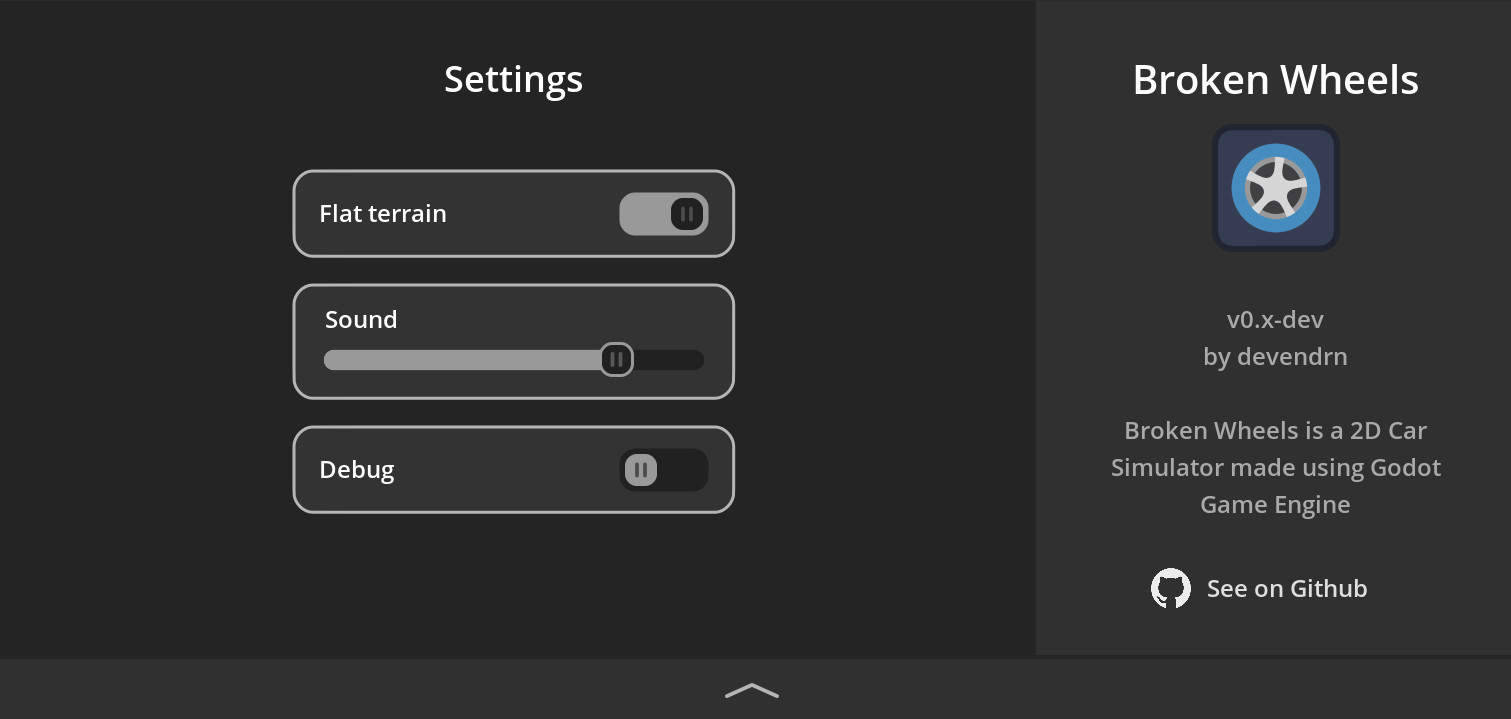 Settings
Flat terrain
Sound
Debug
Broken Wheels
v0.x-dev
by devendrn
Broken Wheels is a 2D Car
Simulator made using Godot
Game Engine
See on Github